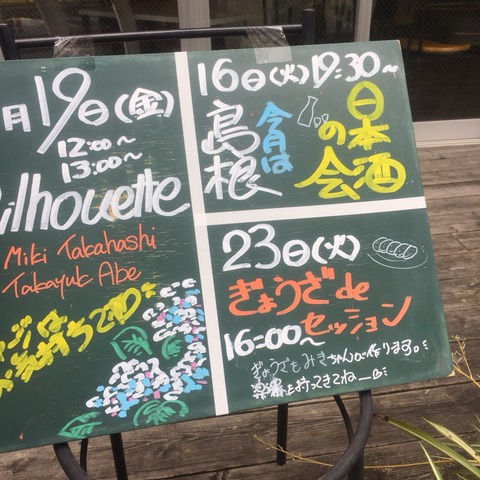 月19日(金)
12:00〜
13:00〜
Silhouette
Miki Takahashi
Takayuk Abe
16日(火)19:30〜
今月は
島根
日本酒
の会
23日(火)
ぎょうざde
セッション
16:00〜
ぎょうざをみきちゃんが作ります。
楽器を持ってきてね